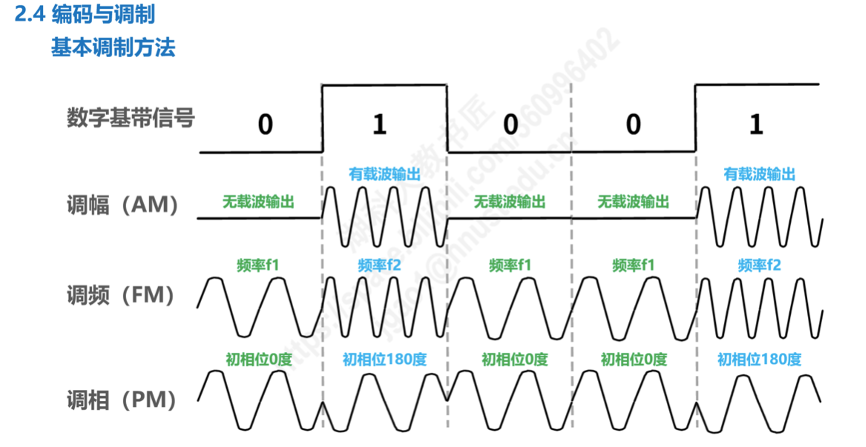 2.4 编码与调制
基本调制方法
数字基带信号
0 1 0 0 1
调幅（AM）
无载波输出 有载波输出 无载波输出 无载波输出 有载波输出
调频（FM）
频率f1 频率f2 频率f1 频率f1 频率f2
调相（PM）
初相位0度 初相位180度 初相位0度 初相位0度 初相位180度